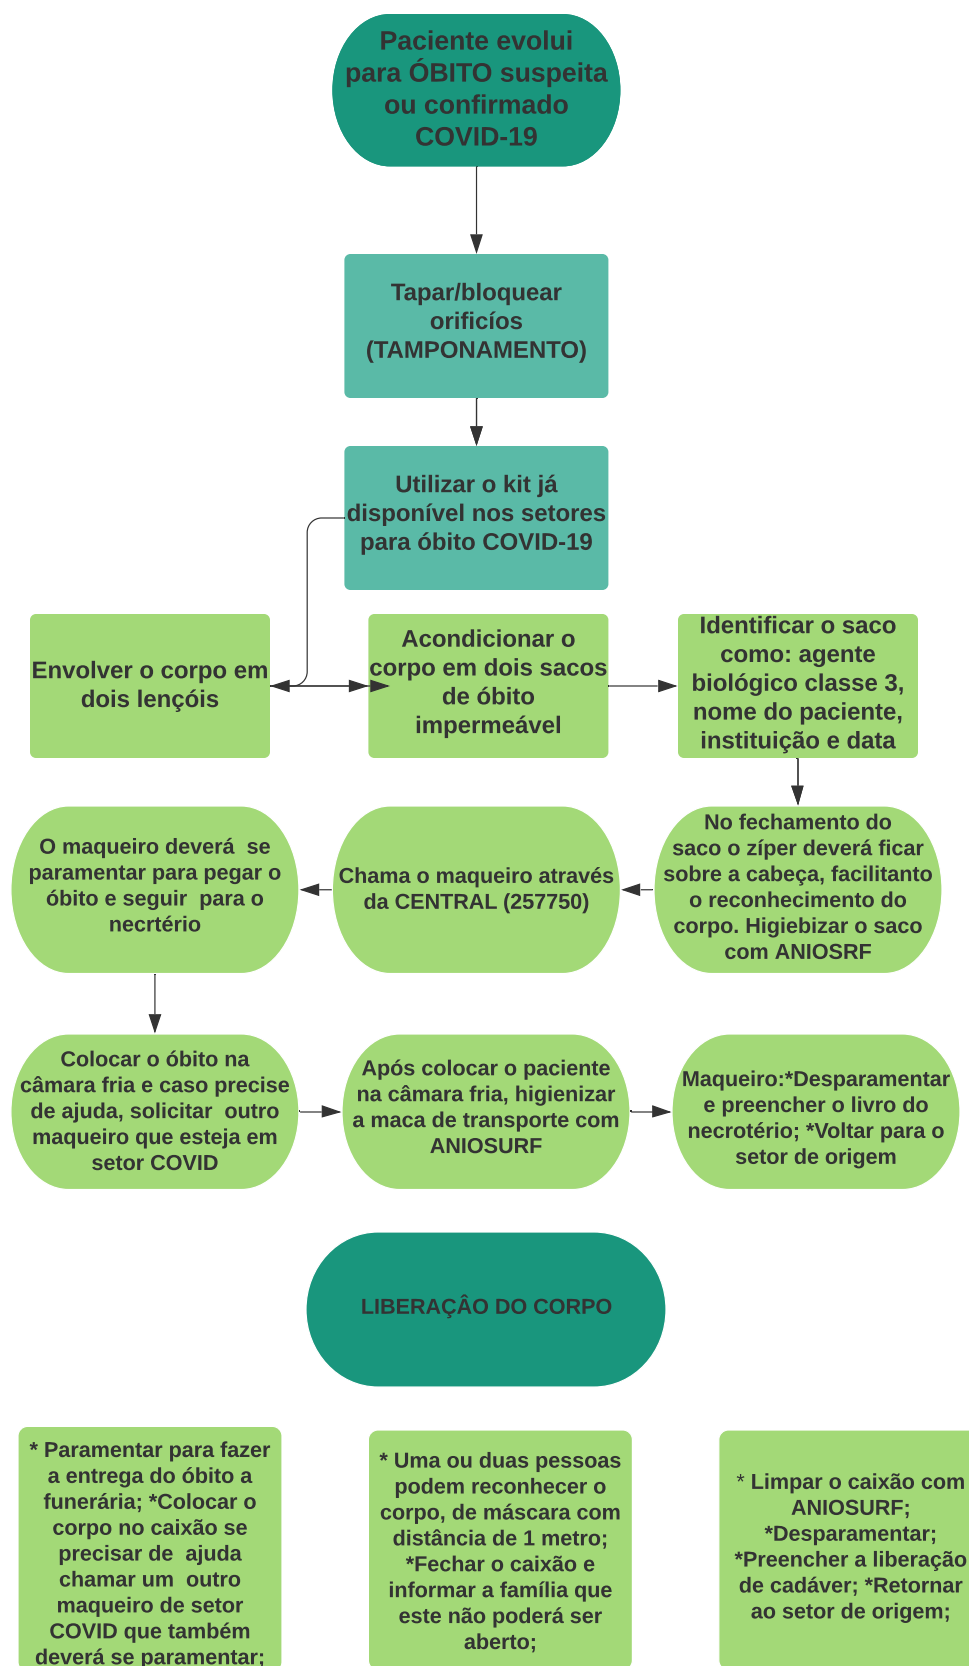 Paciente evolui
para ÓBITO suspeita
ou confirmado
COVID-19
Tapar/bloquear
orificíos
(TAMPONAMENTO)
Utilizar o kit já
disponível nos setores
para óbito COVID-19
Envolver o corpo em
dois lençóis
Acondicionar o
corpo em dois sacos
de óbito
impermeável
Identificar o saco
como: agente
biológico classe 3,
nome do paciente,
instituição e data
No fechamento do
saco o zíper deverá ficar
sobre a cabeça, facilitanto
o reconhecimento do
corpo. Higiebizar o saco
com ANIOSRF
Chama o maqueiro através
da CENTRAL (257750)
O maqueiro deverá  se
paramentar para pegar o
óbito e seguir  para o
necrtério
Colocar o óbito na
câmara fria e caso precise
de ajuda, solicitar  outro
maqueiro que esteja em
setor COVID
Após colocar o paciente
na câmara fria, higienizar
a maca de transporte com
ANIOSURF
Maqueiro:*Desparamentar
e preencher o livro do
necrotério; *Voltar para o
setor de origem
LIBERAÇÂO DO CORPO
* Paramentar para fazer
a entrega do óbito a
funerária; *Colocar o
corpo no caixão se
precisar de  ajuda
chamar um  outro
maqueiro de setor
COVID que também
deverá se paramentar;
* Uma ou duas pessoas
podem reconhecer o
corpo, de máscara com
distância de 1 metro;
*Fechar o caixão e
informar a família que
este não poderá ser
aberto;
* Limpar o caixão com
ANIOSURF;
*Desparamentar;
*Preencher a liberação
de cadáver; *Retornar
ao setor de origem;